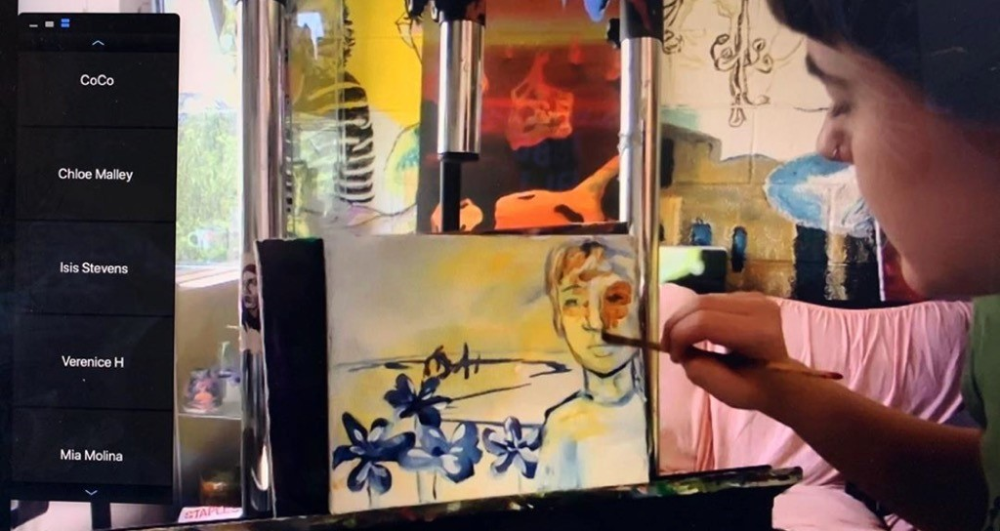 CoCo
Chloe Malley
Isis Stevens
Verenice H
Mia Molina
STAPLES